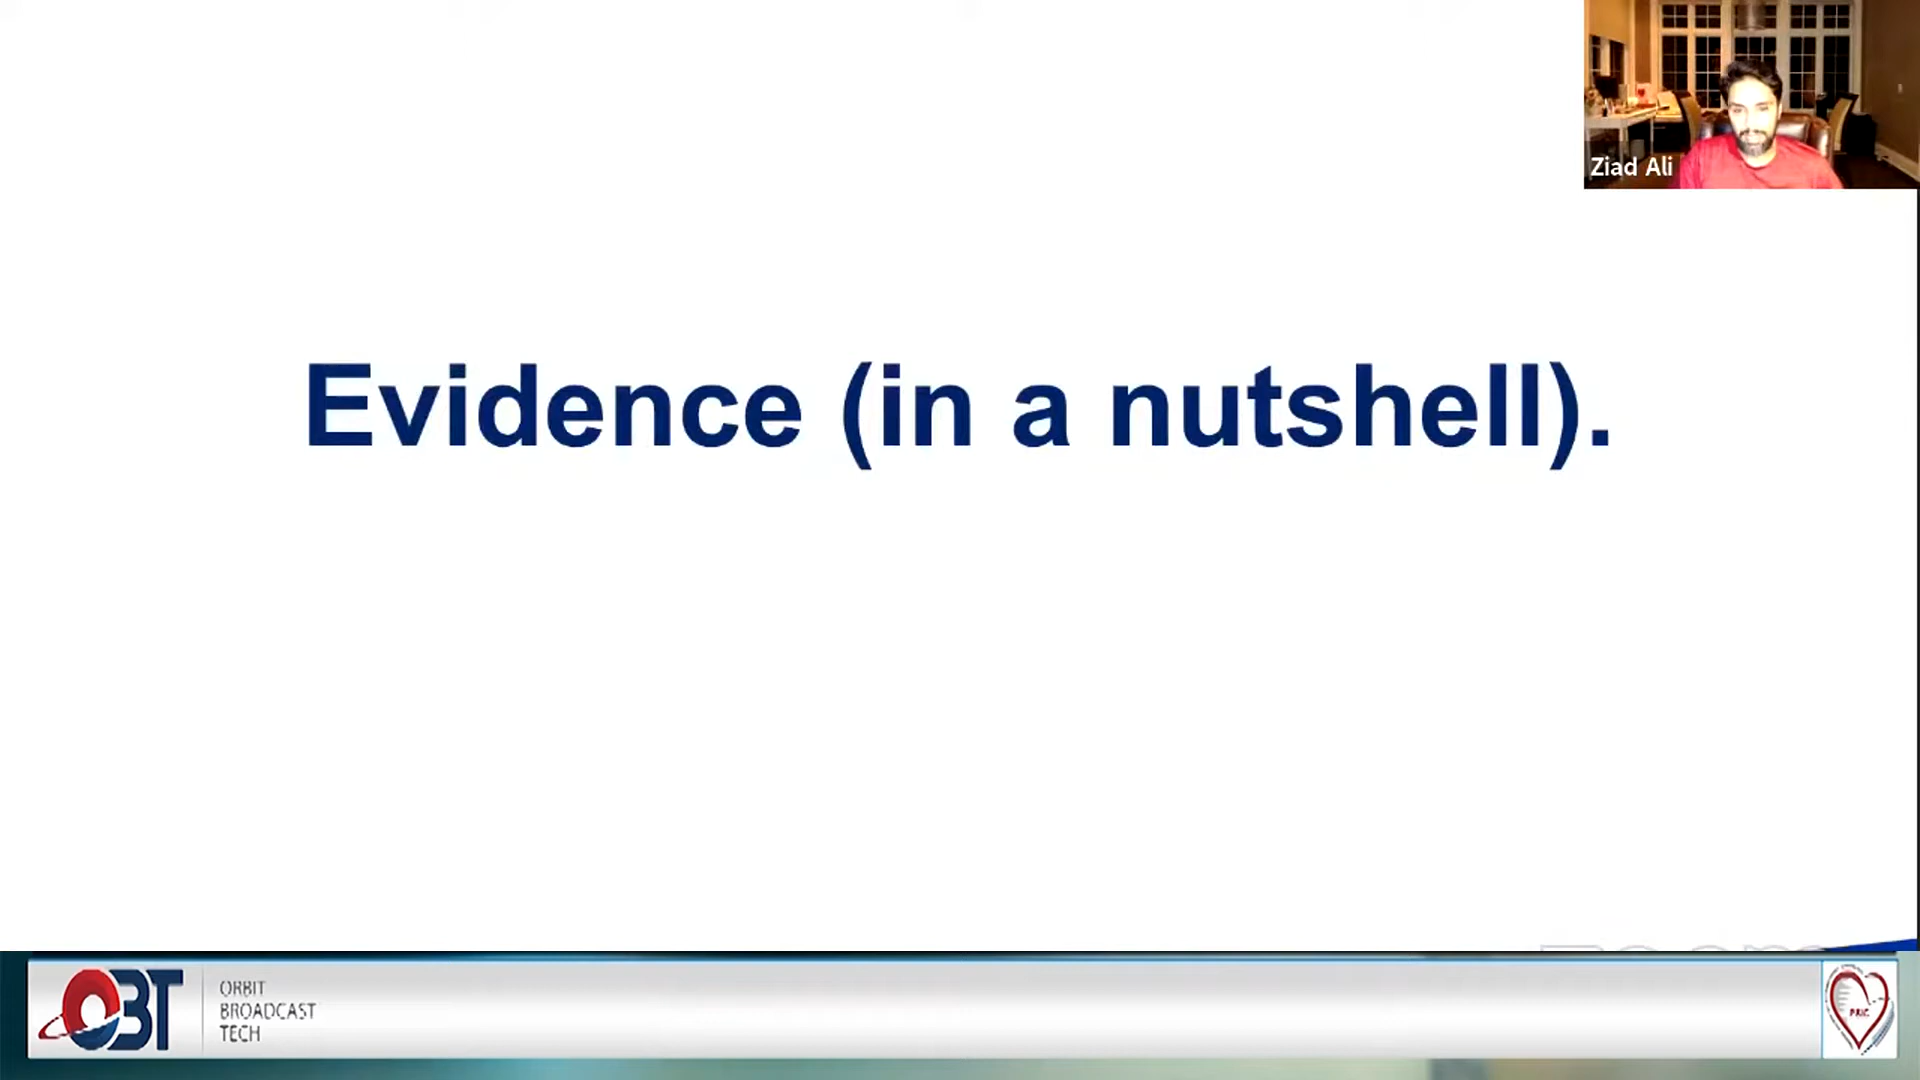 Ziad Ali
Evidence (in a nutshell).
OBT
ORBIT
BROADCAST
TECH